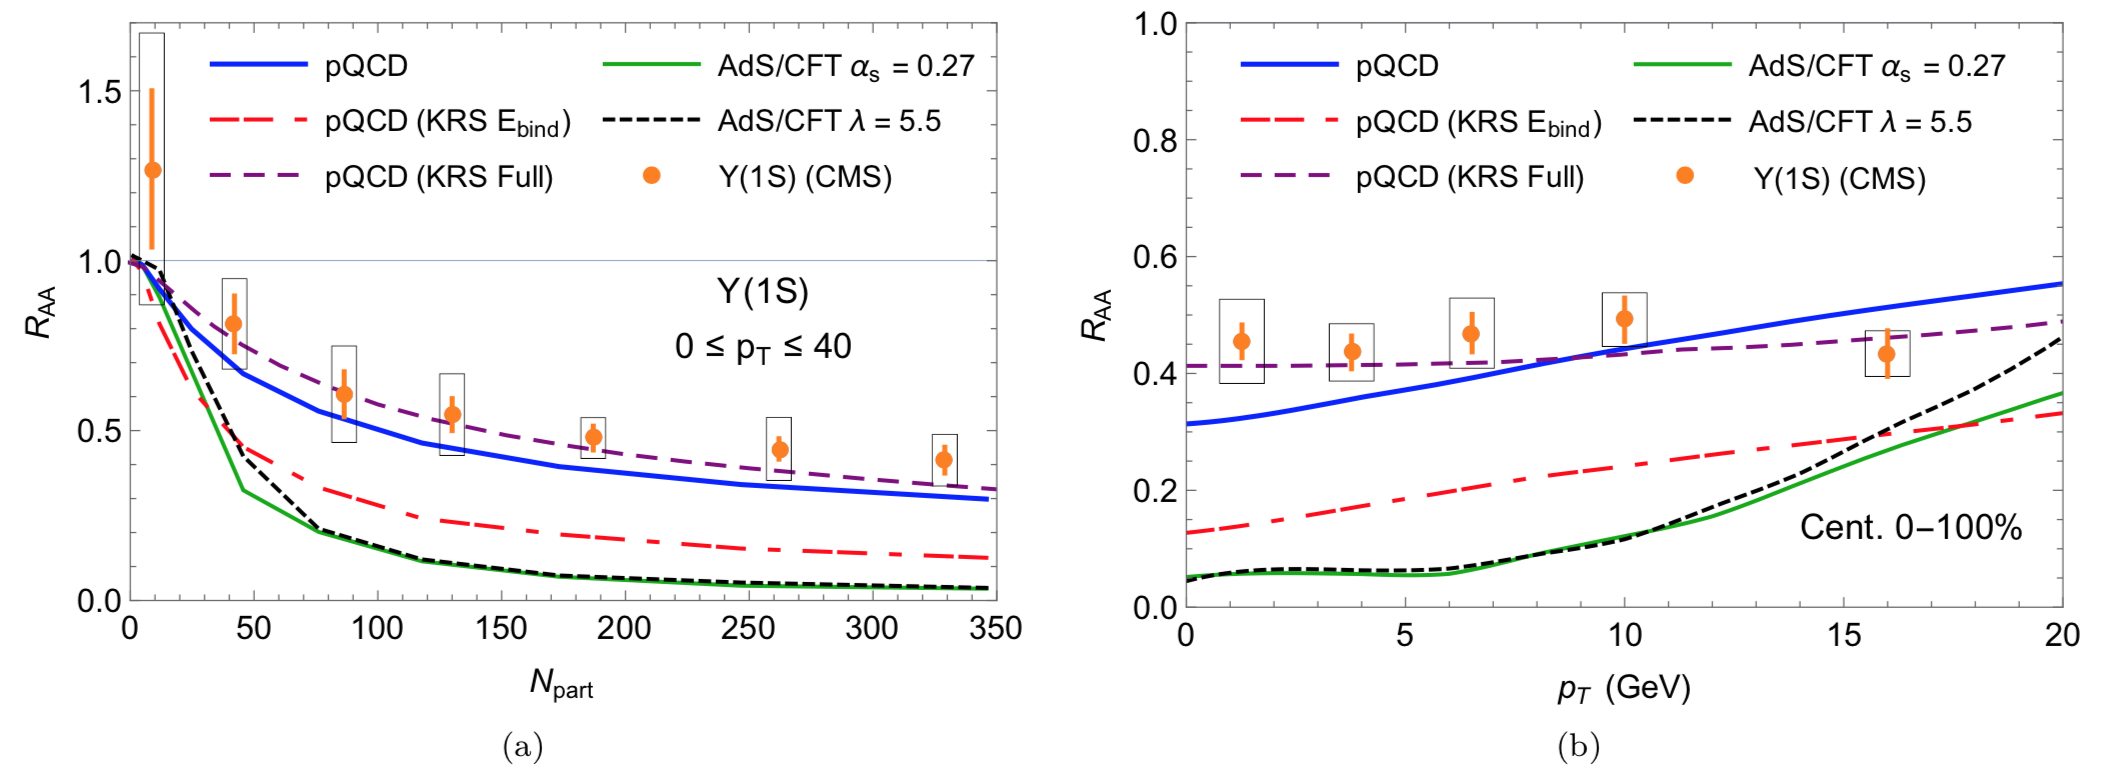 pQCD
AdS/CFT αs = 0.27
pQCD (KRS Ebind)
AdS/CFT λ = 5.5
pQCD (KRS Full)
Υ(1S) (CMS)
Υ(1S)
0 ≤ pT ≤ 40
RAA
1.5
1.0
0.5
0.0
0 50 100 150 200 250 300 350
Npart
(a)
pQCD
AdS/CFT αs = 0.27
pQCD (KRS Ebind)
AdS/CFT λ = 5.5
pQCD (KRS Full)
Υ(1S) (CMS)
Cent. 0–100%
RAA
1.0
0.8
0.6
0.4
0.2
0.0
0 5 10 15 20
pT (GeV)
(b)